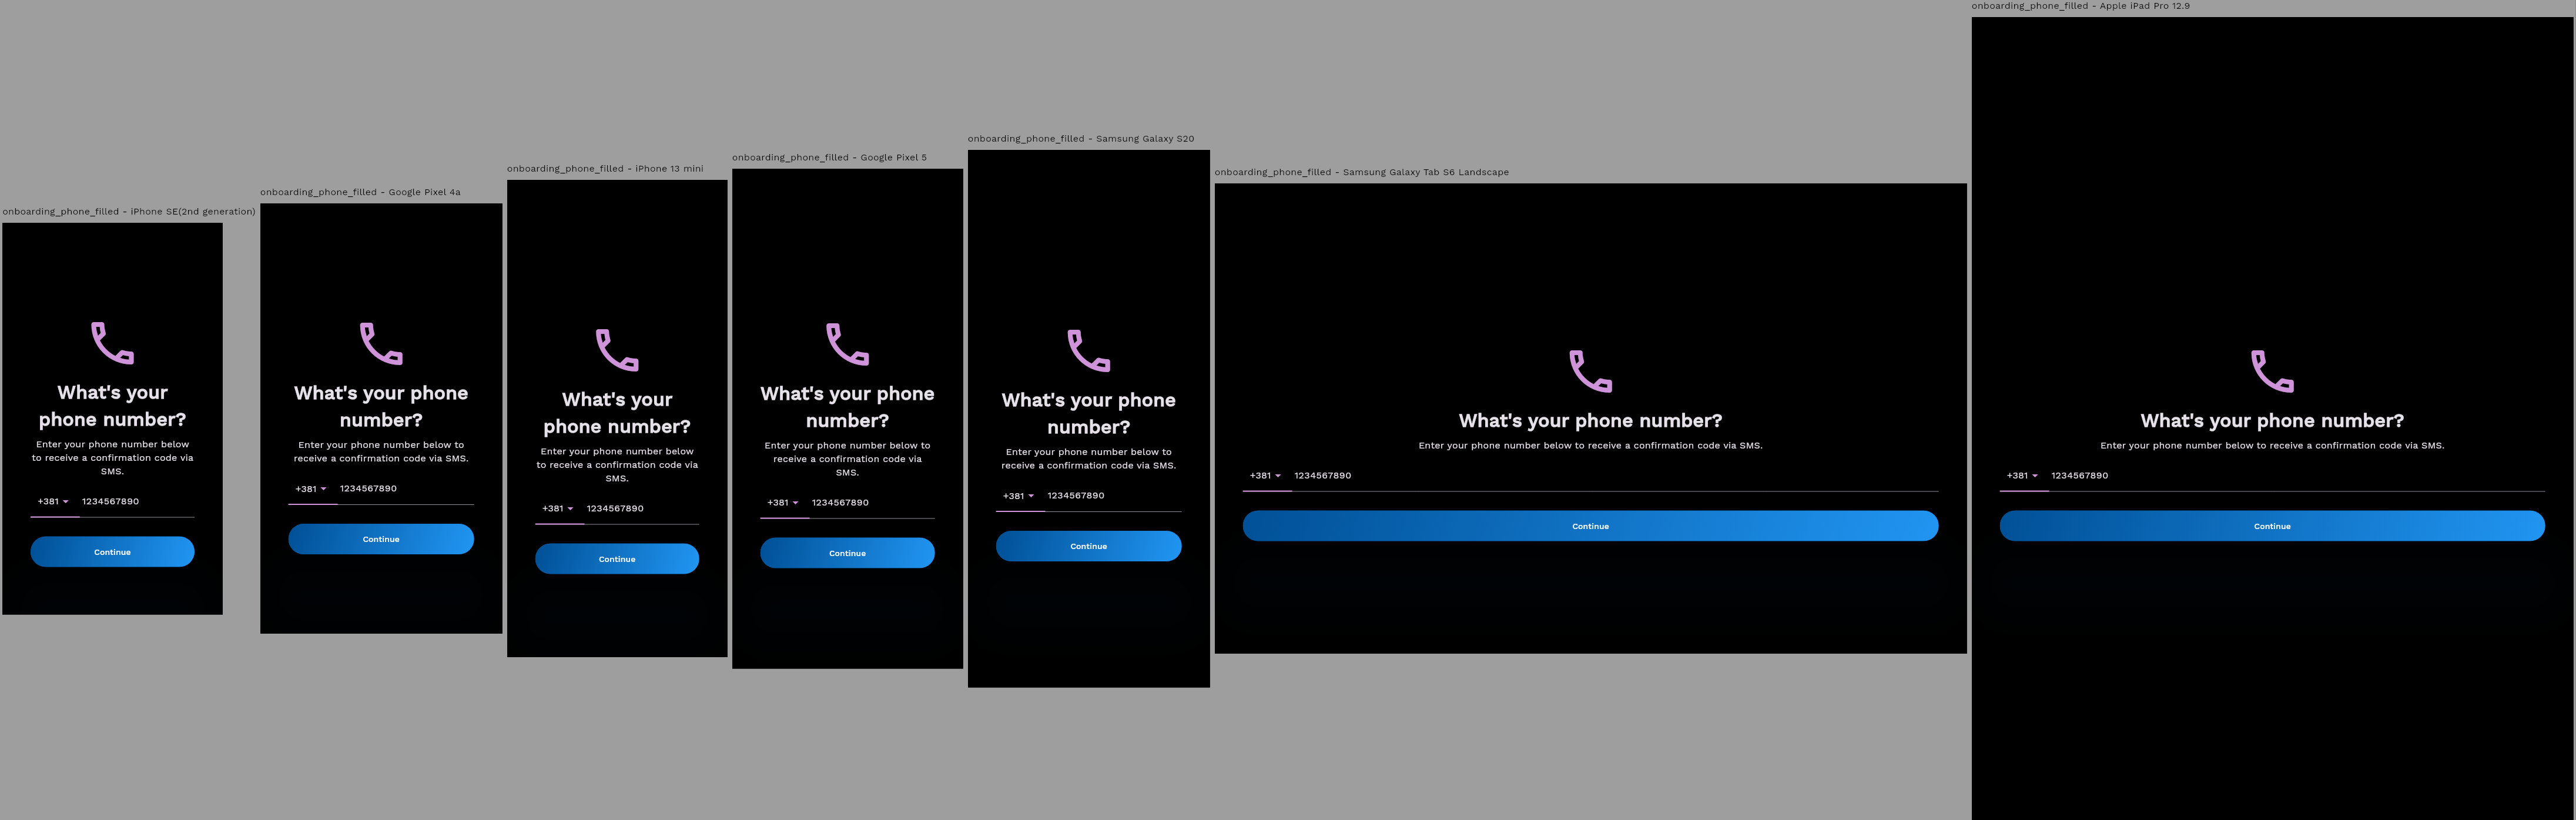 onboarding_phone_filled - iPhone SE(2nd generation)
What's your
phone number?
Enter your phone number below
to receive a confirmation code via
SMS.
+381
1234567890
Continue
onboarding_phone_filled - Google Pixel 4a
What's your phone
number?
Enter your phone number below to
receive a confirmation code via SMS.
+381
1234567890
Continue
onboarding_phone_filled - iPhone 13 mini
What's your
phone number?
Enter your phone number below
to receive a confirmation code via
SMS.
+381
1234567890
Continue
onboarding_phone_filled - Google Pixel 5
What's your phone
number?
Enter your phone number below to
receive a confirmation code via
SMS.
+381
1234567890
Continue
onboarding_phone_filled - Samsung Galaxy S20
What's your phone
number?
Enter your phone number below to
receive a confirmation code via SMS.
+381
1234567890
Continue
onboarding_phone_filled - Samsung Galaxy Tab S6 Landscape
What's your phone number?
Enter your phone number below to receive a confirmation code via SMS.
+381
1234567890
Continue
onboarding_phone_filled - Apple iPad Pro 12.9
What's your phone number?
Enter your phone number below to receive a confirmation code via SMS.
+381
1234567890
Continue